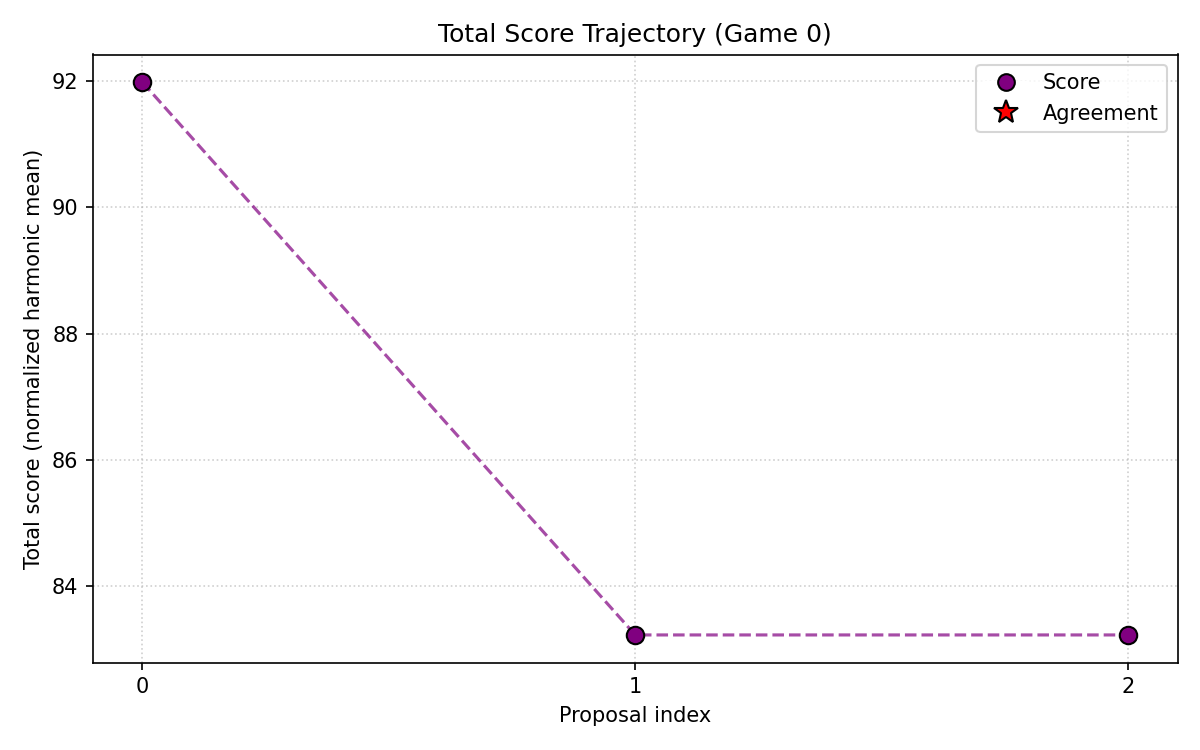 Total Score Trajectory (Game 0)
Score
Agreement
Total score (normalized harmonic mean)
92
90
88
86
84
0 1 2
Proposal index